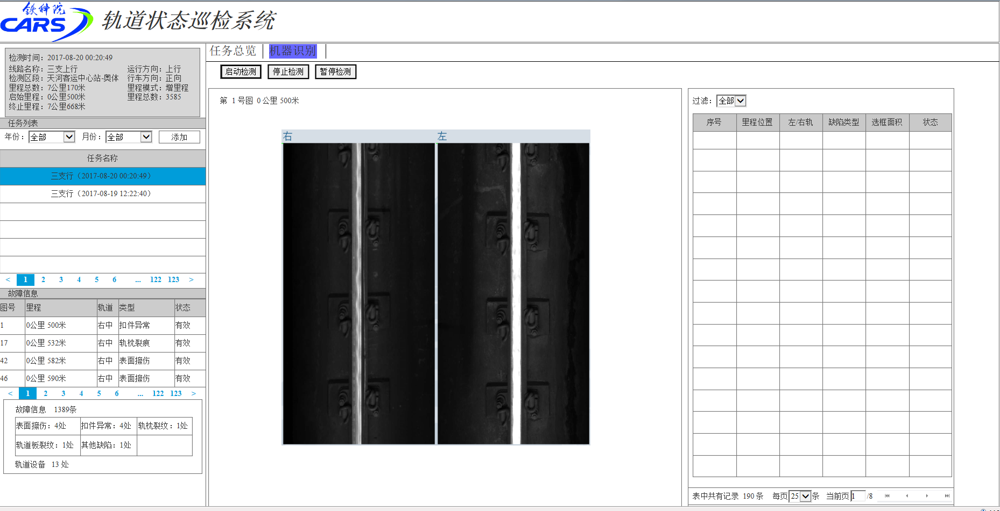 铁科院
CARS
轨道状态巡检系统
检测时间：2017-08-20 00:20:49
线路名称：三支上行 运行方向：上行
检测区段：天河客运中心站-奥体 行车方向：正向
里程总数：7公里170米 里程模式：增里程
启始里程：0公里500米 里程总数：3585
终止里程：7公里668米
任务列表
年份：全部 月份：全部 添加
任务名称
三支行（2017-08-20 00:20:49）
三支行（2017-08-19 12:22:40）
< 1 2 3 4 5 6 ... 122 123 >
故障信息
图号 里程 轨道 类型 状态
1 0公里 500米 右中 扣件异常 有效
17 0公里 532米 右中 轨枕裂痕 有效
42 0公里 582米 右中 表面擦伤 有效
46 0公里 590米 右中 表面擦伤 有效
< 1 2 3 4 5 6 ... 122 123 >
故障信息 1389条
表面擦伤：4处 扣件异常：4处 轨枕裂纹：1处
轨道板裂纹：1处 其他缺陷：1处
轨道设备 13 处
任务总览 机器识别
启动检测 停止检测 暂停检测
第 1 号图 0 公里 500米
右 左
过滤：全部
序号 里程位置 左/右轨 缺陷类型 选框面积 状态
表中共有记录 190 条 每页 25 条 当前页 1 /8